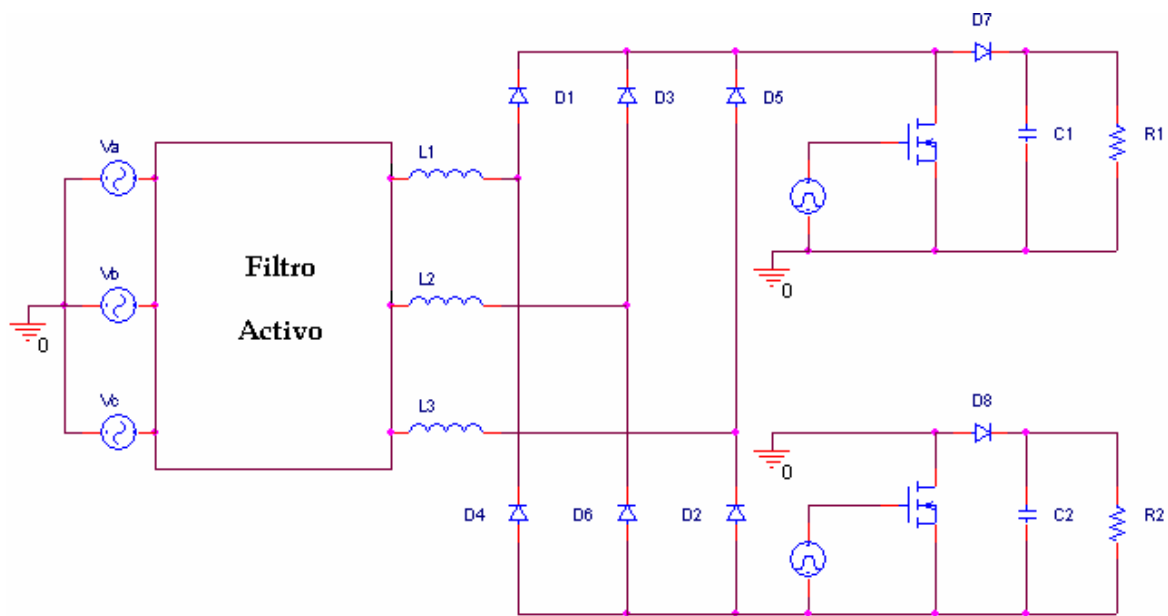 D7
D1
D3
D5
C1
R1
Va
L1
Filtro
Activo
0
Vb
L2
0
Vc
L3
D8
0
D4
D6
D2
C2
R2